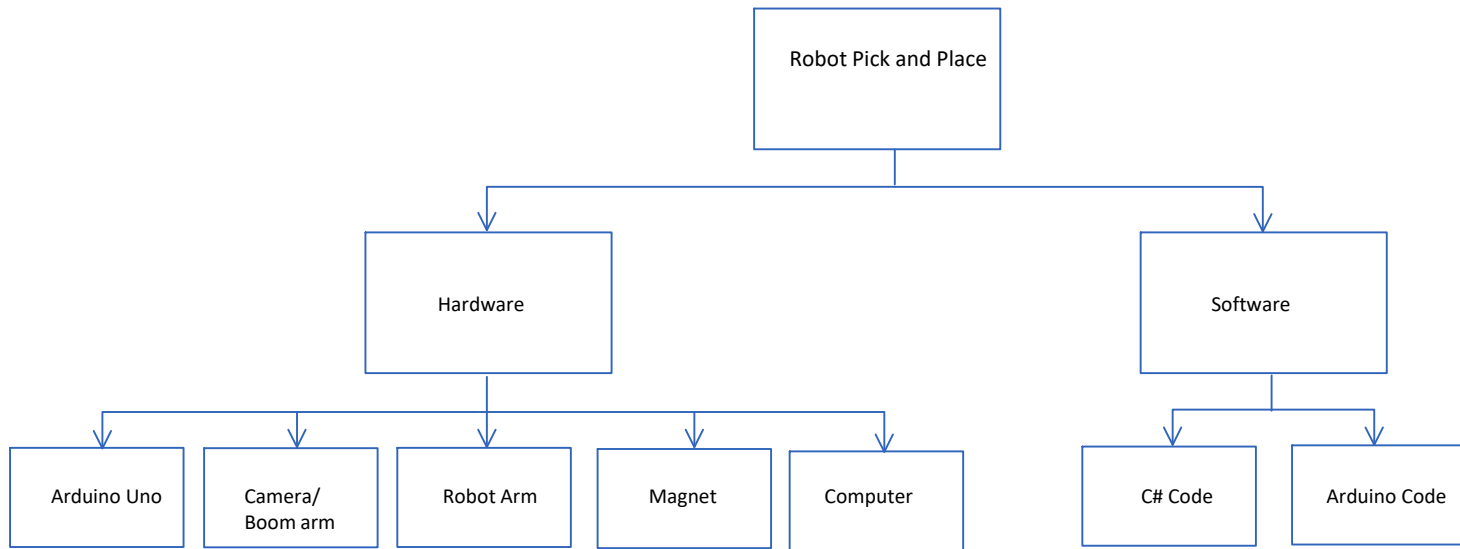 Robot Pick and Place
Hardware
Software
Arduino Uno
Camera/
Boom arm
Robot Arm
Magnet
Computer
C# Code
Arduino Code